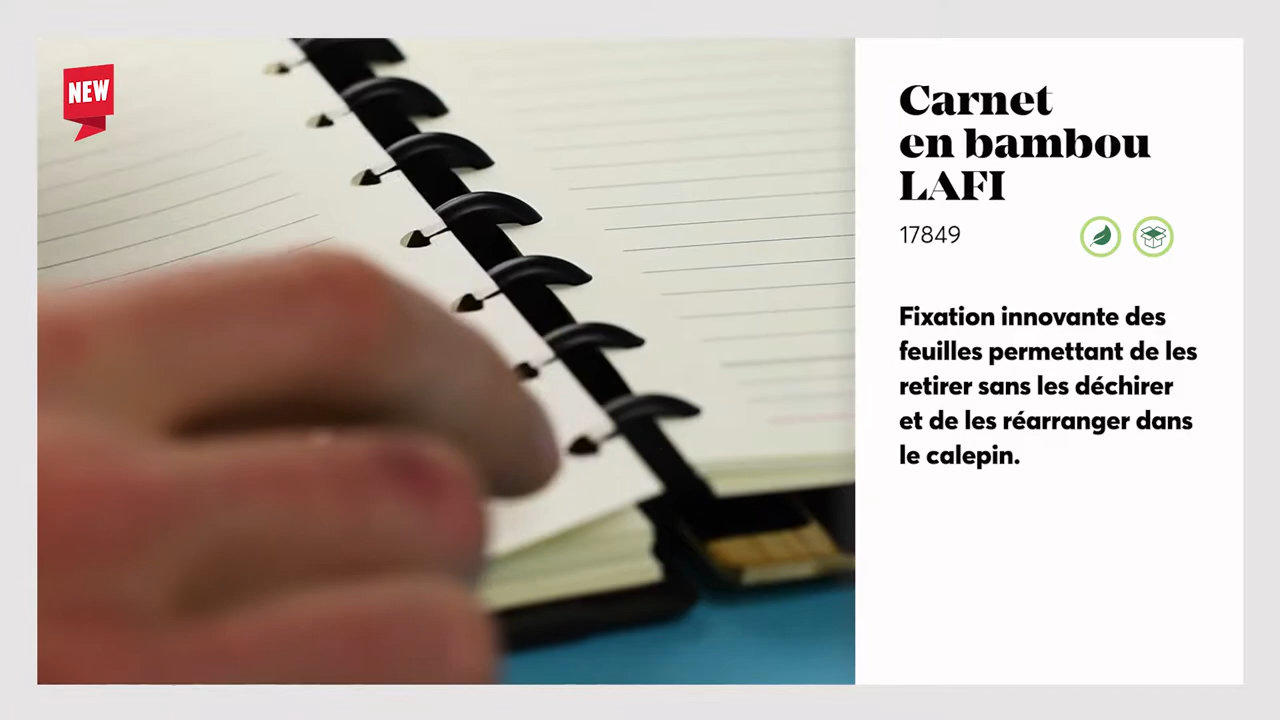 NEW
Carnet
en bambou
LAFI
17849
Fixation innovante des
feuilles permettant de les
retirer sans les déchirer
et de les réarranger dans
le calepin.